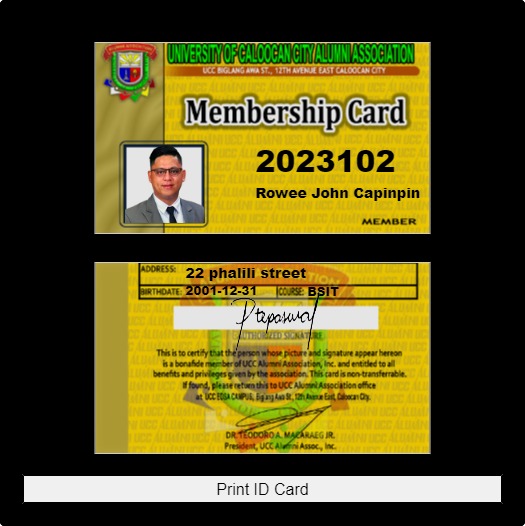 UNIVERSITY OF CALOOCAN CITY ALUMNI ASSOCIATION
UCC BIGLANG AWA ST., 12TH AVENUE EAST CALOOCAN CITY
Membership Card
2023102
Rowee John Capinpin
MEMBER
ADDRESS: 22 phalili street
BIRTHDATE: 2001-12-31 COURSE: BSIT
AUTHORIZED SIGNATURE
This is to certify that the person whose picture and signature appear hereon
is a bonafide member of UCC Alumni Association, Inc. and entitled to all
benefits and privileges given by the association. This card is non-transferrable.
If found, please return this to UCC Alumni Association office
at UCC EDSA CAMPUS, Biglang Awa St., 12th Avenue East, Caloocan City.
DR. TEODORO A. MACARAEG JR.
President, UCC Alumni Assoc., Inc.
Print ID Card